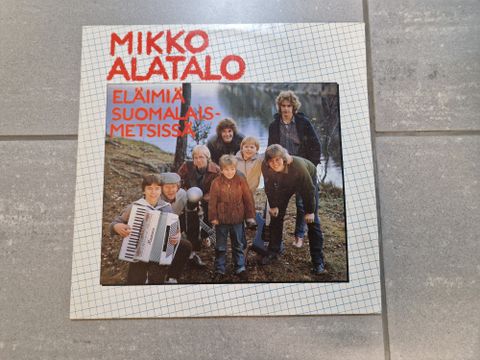 MIKKO
ALATALO
ELÄIMIÄ
SUOMALAIS-
METSISSÄ